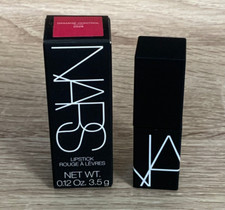 NARS
LIPSTICK
ROUGE À LÈVRES
NET WT.
0.12 Oz. 3.5 g